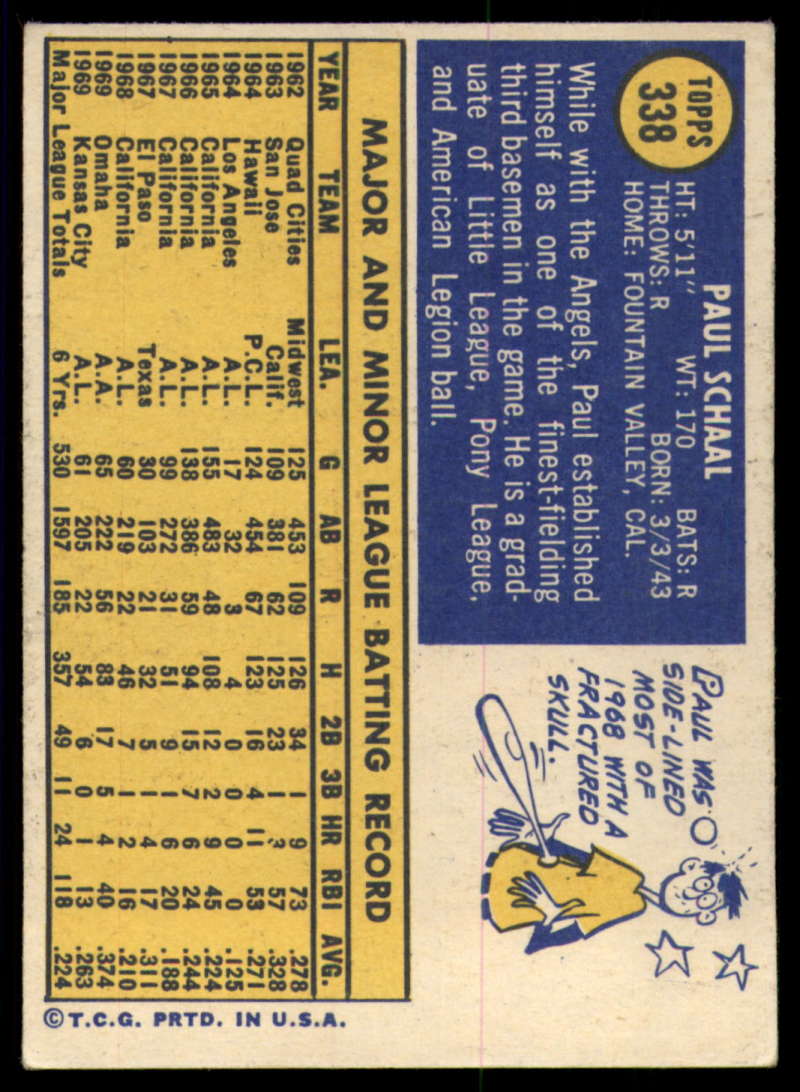 TOPPS
338
PAUL SCHAAL
HT: 5'11" WT: 170 BATS: R
THROWS: R BORN: 3/3/43
HOME: FOUNTAIN VALLEY, CAL.
While with the Angels, Paul established
himself as one of the finest-fielding
third basemen in the game. He is a grad-
uate of Little League, Pony League,
and American Legion ball.
PAUL WAS
SIDE-LINED
MOST OF
1968 WITH A
FRACTURED
SKULL.
MAJOR AND MINOR LEAGUE BATTING RECORD
YEAR TEAM LEA. G AB R H 2B 3B HR RBI AVG.
1962 Quad Cities Midwest 125 453 109 126 34 1 9 73 .278
1963 San Jose Calif. 109 381 62 125 23 1 3 57 .328
1964 Hawaii P.C.L. 124 454 67 123 16 4 11 53 .271
1964 Los Angeles A.L. 17 32 3 4 0 0 0 0 .125
1965 California A.L. 155 483 48 108 12 2 9 45 .224
1966 California A.L. 138 386 59 94 15 7 6 24 .244
1967 California A.L. 99 272 31 51 9 1 6 20 .188
1967 El Paso Texas 30 103 21 32 5 1 4 17 .311
1968 California A.L. 60 219 22 46 7 1 2 16 .210
1969 Omaha A.A. 65 222 56 83 17 5 4 40 .374
1969 Kansas City A.L. 61 205 22 54 6 0 1 13 .263
Major League Totals 6 Yrs. 530 1597 185 357 49 11 24 118 .224
©T.C.G. PRTD. IN U.S.A.